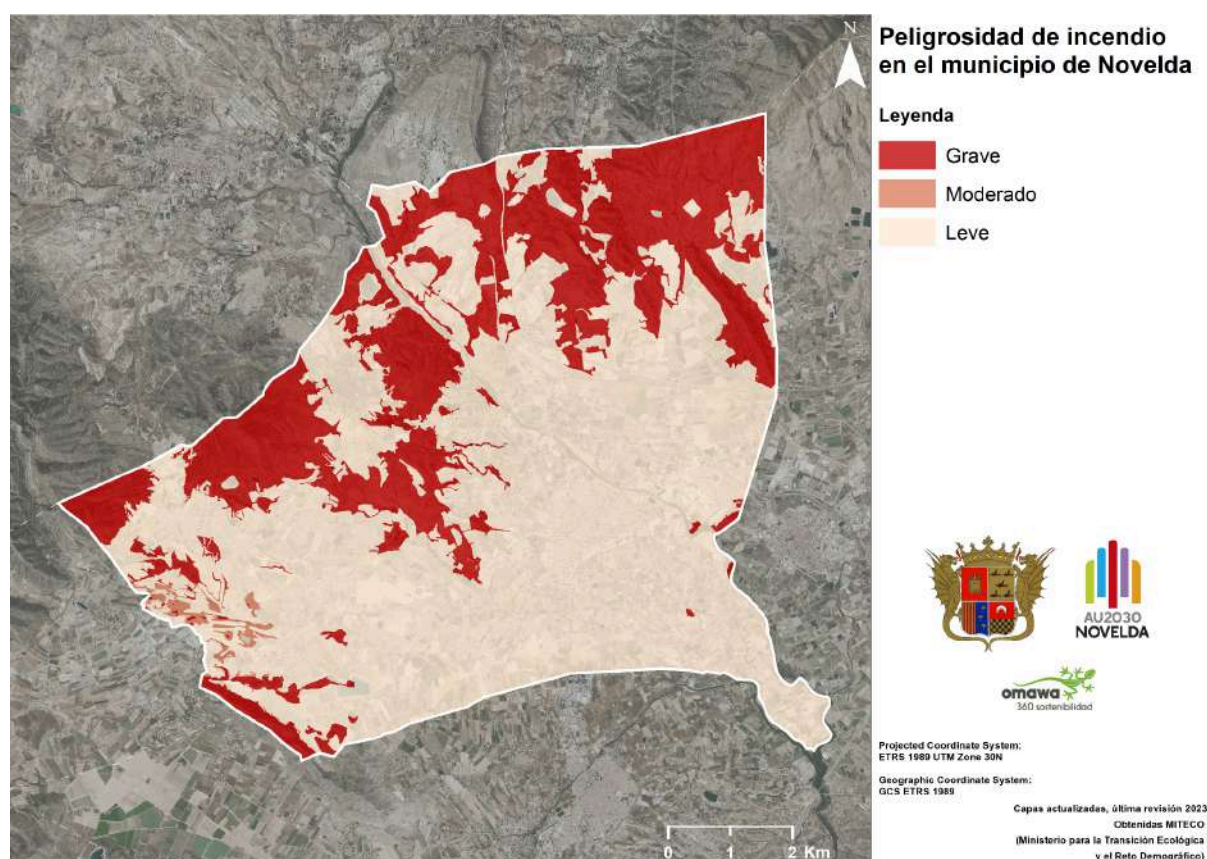 N
Peligrosidad de incendio
en el municipio de Novelda
Leyenda
Grave
Moderado
Leve
AU2030
NOVELDA
omawa
360 sostenibilidad
Projected Coordinate System:
ETRS 1989 UTM Zone 30N
Geographic Coordinate System:
GCS ETRS 1989
Capas actualizadas, última revisión 2023
Obtenidas MITECO
(Ministerio para la Transición Ecológica
y el Reto Demográfico)
0 1 2 Km